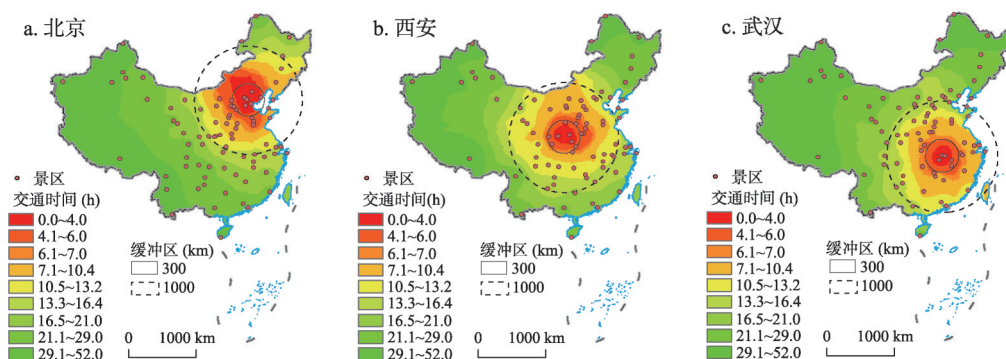 a. 北京
景区
交通时间 (h)
0.0~4.0
4.1~6.0
6.1~7.0
7.1~10.4
10.5~13.2
13.3~16.4
16.5~21.0
21.1~29.0
29.1~52.0
缓冲区 (km)
300
1000
0 1000 km
b. 西安
景区
交通时间(h)
0.0~4.0
4.1~6.0
6.1~7.0
7.1~10.4
10.5~13.2
13.3~16.4
16.5~21.0
21.1~29.0
29.1~52.0
缓冲区 (km)
300
1000
0 1000 km
c. 武汉
景区
交通时间 (h)
0.0~4.0
4.1~6.0
6.1~7.0
7.1~10.4
10.5~13.2
13.3~16.4
16.5~21.0
21.1~29.0
29.1~52.0
缓冲区 (km)
300
1000
0 1000 km